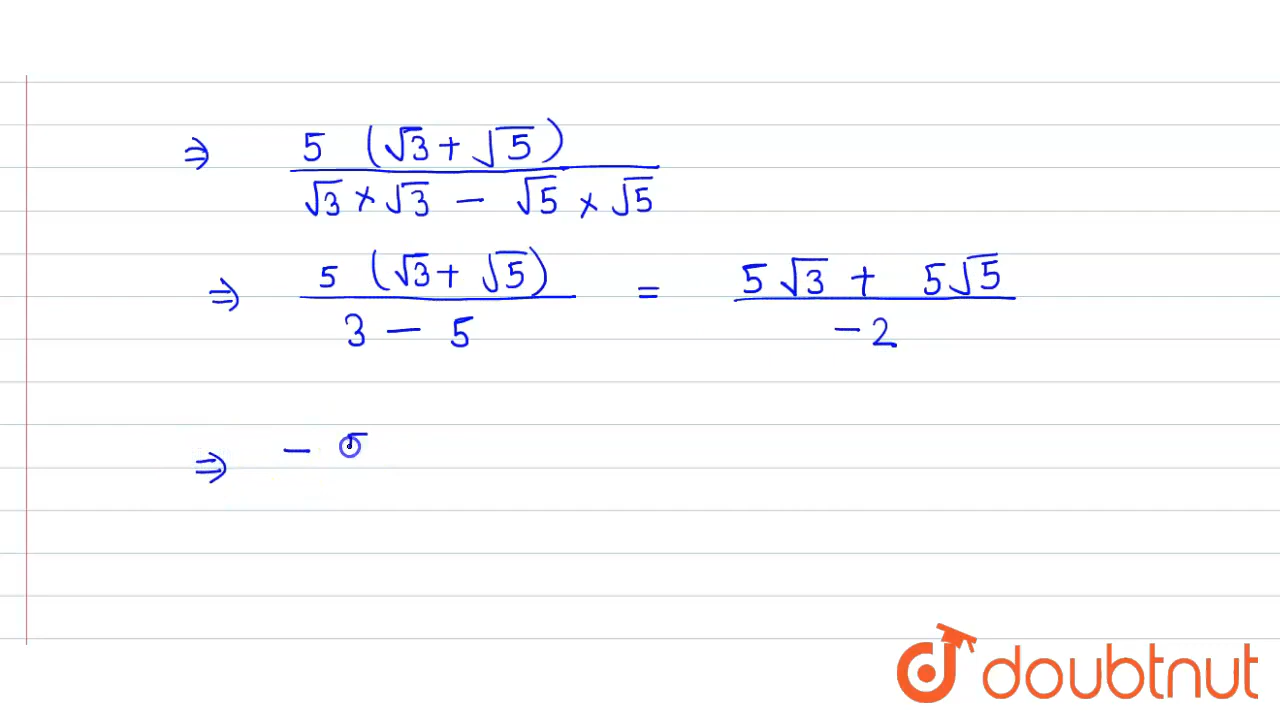 ⇒ 5 (√3 + √5) / √3 × √3 − √5 × √5
⇒ 5 (√3 + √5) / 3 − 5 = 5√3 + 5√5 / −2
⇒ −
doubtnut